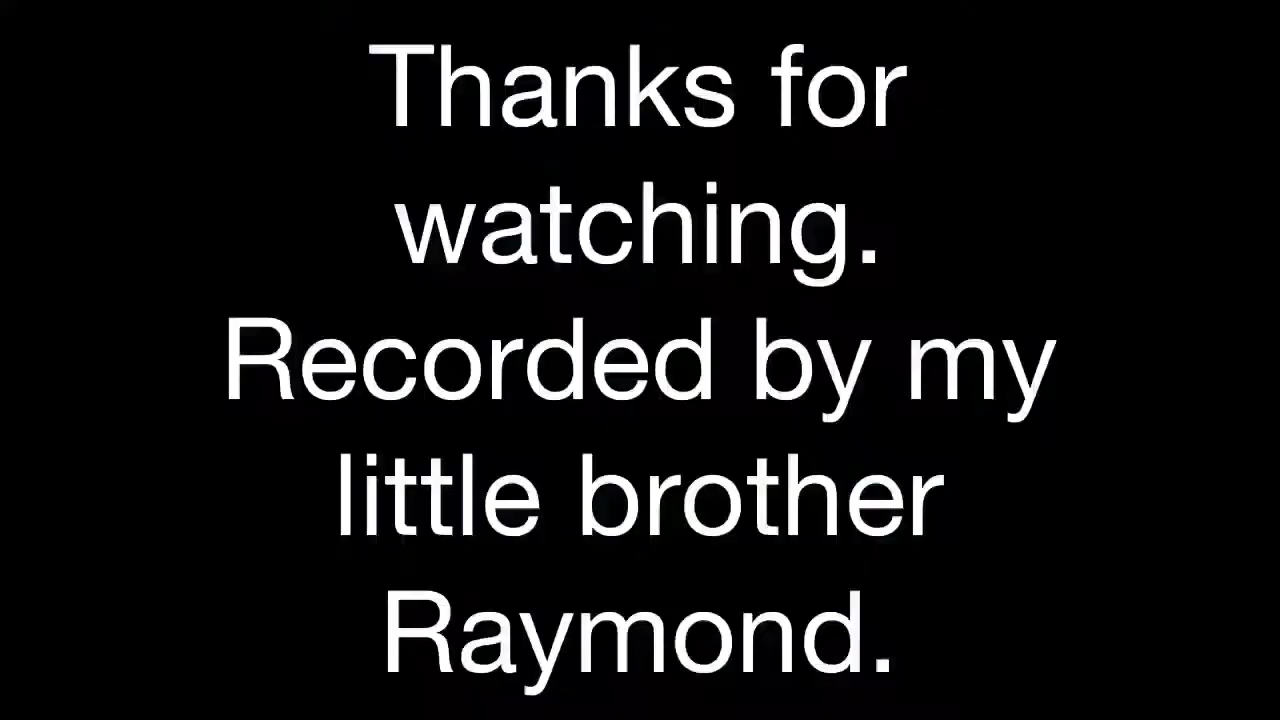 Thanks for
watching.
Recorded by my
little brother
Raymond.